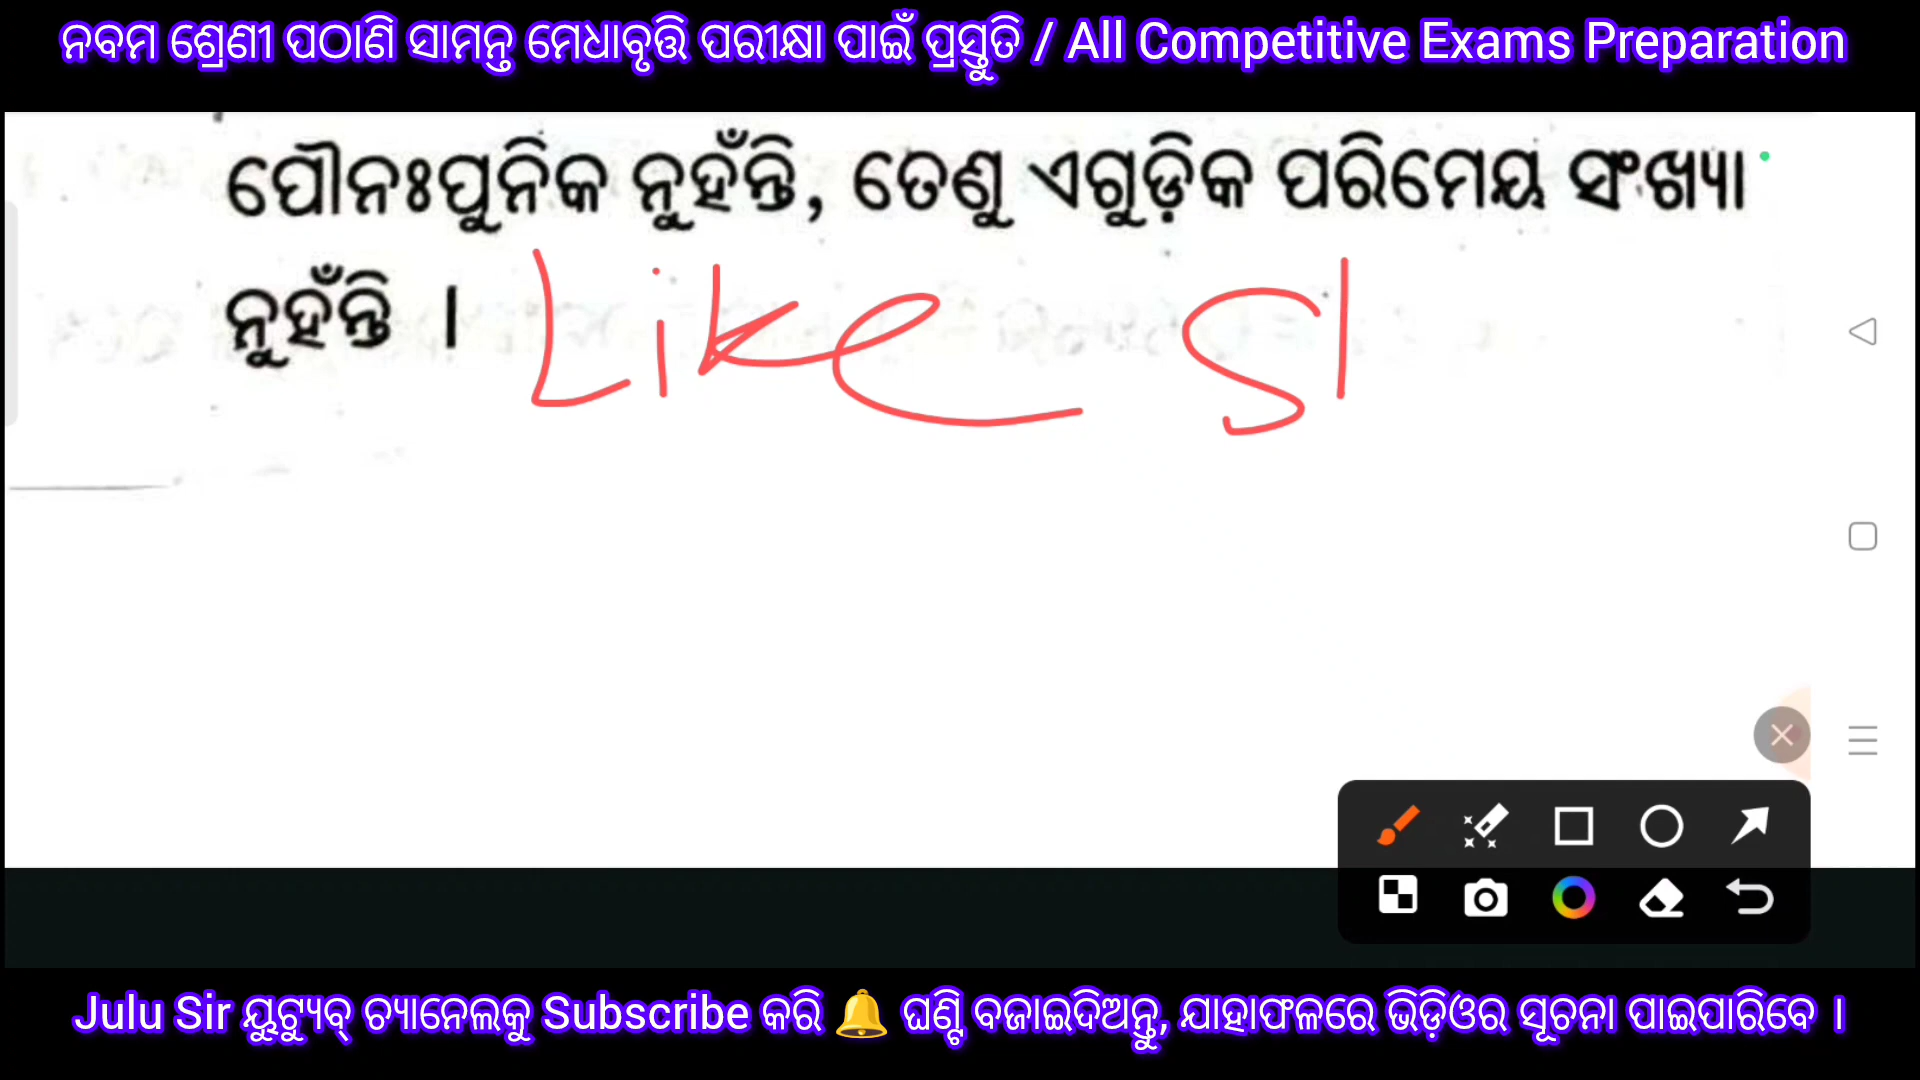 ନବମ ଶ୍ରେଣୀ ପଠାଣି ସାମନ୍ତ ମେଧାବୃତ୍ତି ପରୀକ୍ଷା ପାଇଁ ପ୍ରସ୍ତୁତି / All Competitive Exams Preparation
ପୌନଃପୁନିକ ନୁହଁନ୍ତି, ତେଣୁ ଏଗୁଡ଼ିକ ପରିମେୟ ସଂଖ୍ୟା
ନୁହଁନ୍ତି । Like Sl
Julu Sir ୟୁଟ୍ୟୁବ୍ ଚ୍ୟାନେଲକୁ Subscribe କରି 🔔 ଘଣ୍ଟି ବଜାଇଦିଅନ୍ତୁ, ଯାହାଫଳରେ ଭିଡ଼ିଓର ସୂଚନା ପାଇପାରିବେ ।